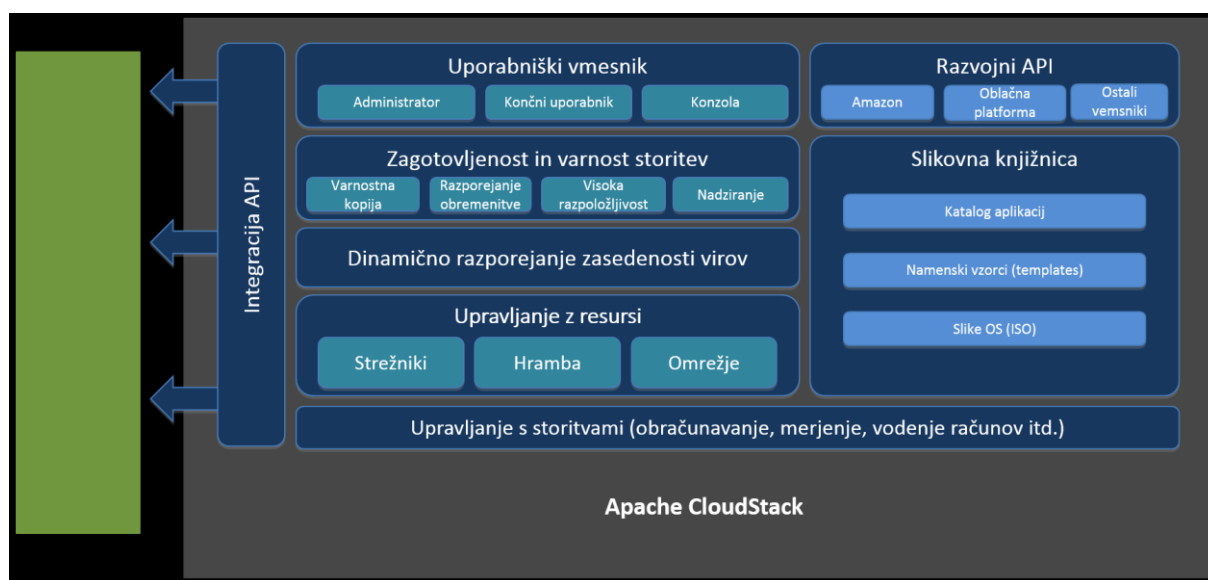 Integracija API
Uporabniški vmesnik
Administrator
Končni uporabnik
Konzola
Razvojni API
Amazon
Oblačna
platforma
Ostali
vemsniki
Zagotovljenost in varnost storitev
Varnostna
kopija
Razporejanje
obremenitve
Visoka
razpoložljivost
Nadziranje
Dinamično razporejanje zasedenosti virov
Upravljanje z resursi
Strežniki
Hramba
Omrežje
Slikovna knjižnica
Katalog aplikacij
Namenski vzorci (templates)
Slike OS (ISO)
Upravljanje s storitvami (obračunavanje, merjenje, vodenje računov itd.)
Apache CloudStack